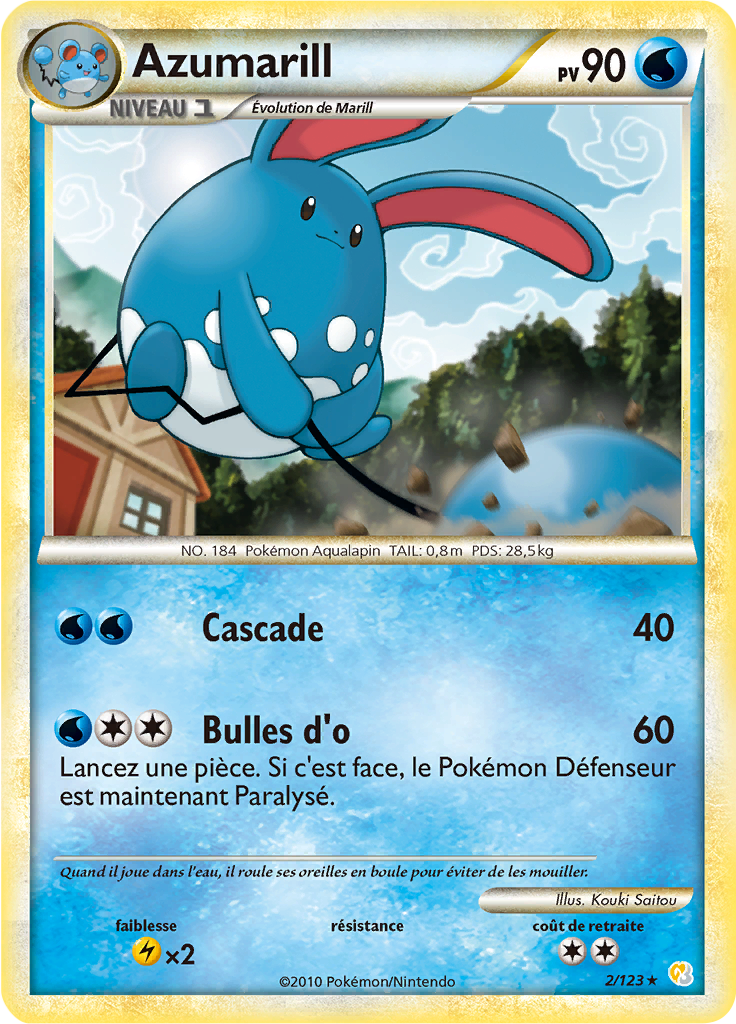 Azumarill
PV 90
NIVEAU 1
Évolution de Marill
NO. 184 Pokémon Aqualapin TAIL: 0,8m PDS: 28,5kg
Cascade 40
Bulles d'o 60
Lancez une pièce. Si c'est face, le Pokémon Défenseur
est maintenant Paralysé.
Quand il joue dans l'eau, il roule ses oreilles en boule pour éviter de les mouiller.
Illus. Kouki Saitou
faiblesse résistance coût de retraite
×2
©2010 Pokémon/Nintendo
2/123 ★